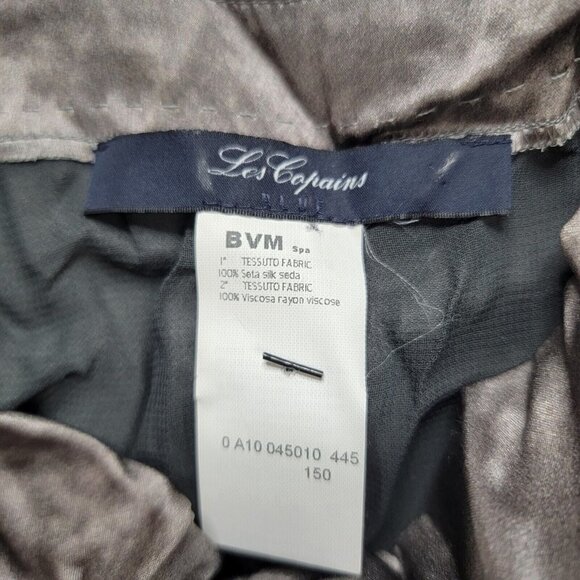 Les Copains
BLUE
BVM Spa
1° TESSUTO FABRIC
100% Seta silk seda
2° TESSUTO FABRIC
100% Viscosa rayon viscose
0 A10 045010 445
150